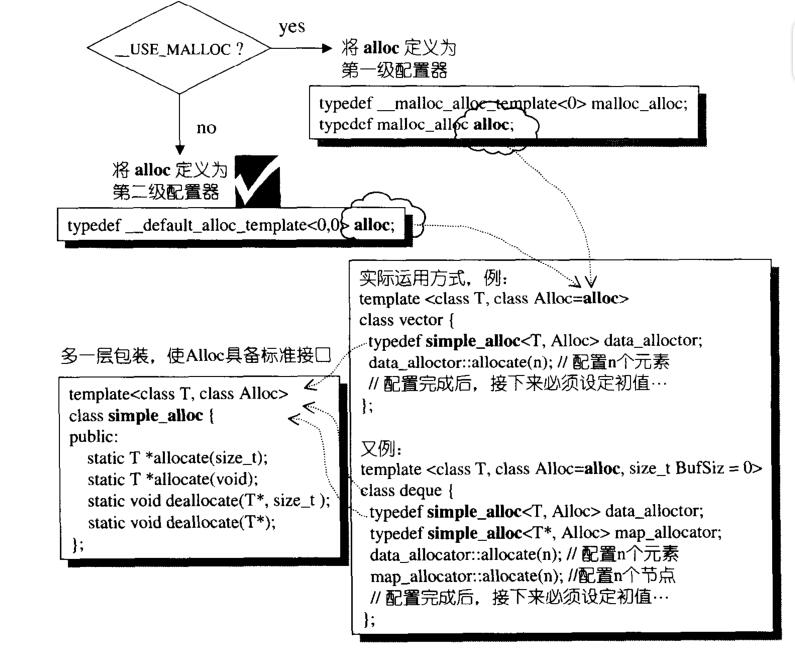 __USE_MALLOC ?
yes
将 alloc 定义为
第一级配置器
typedef __malloc_alloc_template<0> malloc_alloc;
typedef malloc_alloc alloc;
no
将 alloc 定义为
第二级配置器
typedef __default_alloc_template<0,0> alloc;
实际运用方式，例：
template <class T, class Alloc=alloc>
class vector {
typedef simple_alloc<T, Alloc> data_alloctor;
data_alloctor::allocate(n); // 配置n个元素
// 配置完成后，接下来必须设定初值…
};
又例：
template <class T, class Alloc=alloc, size_t BufSiz = 0>
class deque {
typedef simple_alloc<T, Alloc> data_alloctor;
typedef simple_alloc<T*, Alloc> map_allocator;
data_allocator::allocate(n); // 配置n个元素
map_allocator::allocate(n); //配置n个节点
// 配置完成后，接下来必须设定初值…
};
多一层包装，使Alloc具备标准接口
template<class T, class Alloc>
class simple_alloc {
public:
static T *allocate(size_t);
static T *allocate(void);
static void deallocate(T*, size_t );
static void deallocate(T*);
};